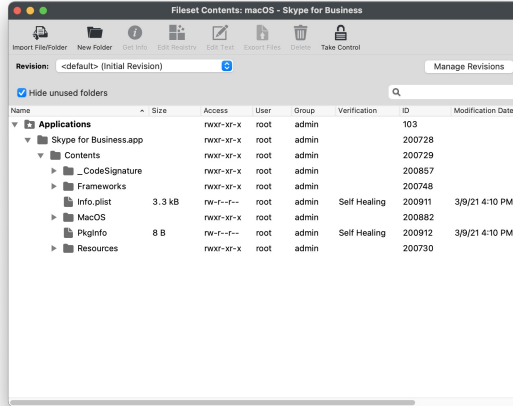 Fileset Contents: macOS - Skype for Business
Import File/Folder New Folder Get Info Edit Registry Edit Text Export Files Delete Take Control
Revision: <default> (Initial Revision) Manage Revisions
Hide unused folders
Name Size Access User Group Verification ID Modification Date
Applications rwxr-xr-x root admin 103
Skype for Business.app rwxr-xr-x root admin 200728
Contents rwxr-xr-x root admin 200729
_CodeSignature rwxr-xr-x root admin 200857
Frameworks rwxr-xr-x root admin 200748
Info.plist 3.3 kB rw-r--r-- root admin Self Healing 200911 3/9/21 4:10 PM
MacOS rwxr-xr-x root admin 200882
PkgInfo 8 B rw-r--r-- root admin Self Healing 200912 3/9/21 4:10 PM
Resources rwxr-xr-x root admin 200730